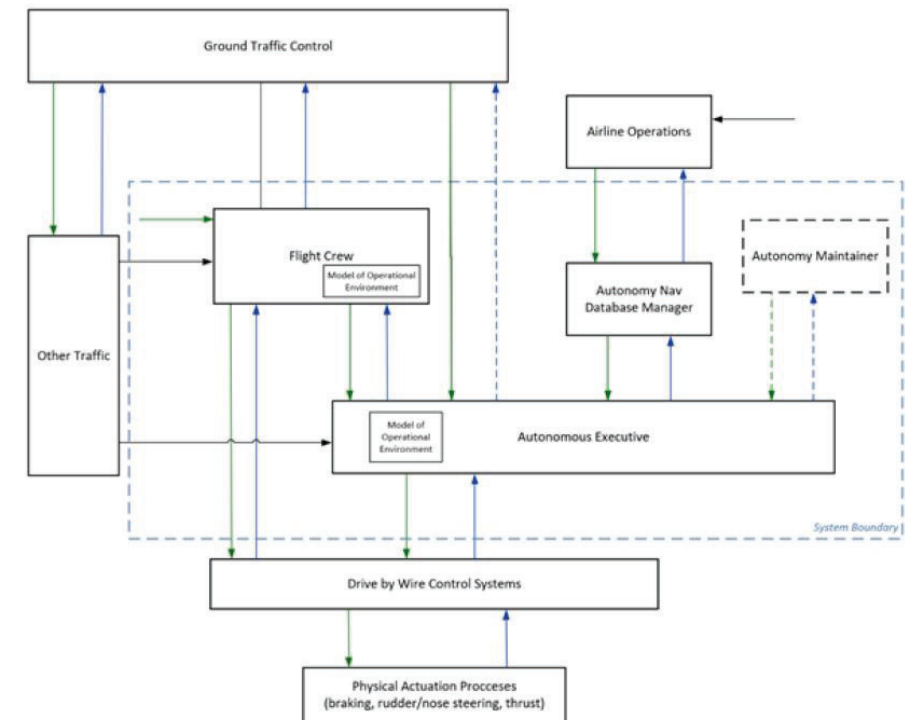 Ground Traffic Control
Airline Operations
Flight Crew
Model of Operational
Environment
Autonomy Maintainer
Autonomy Nav
Database Manager
Other Traffic
Model of
Operational
Environment
Autonomous Executive
System Boundary
Drive by Wire Control Systems
Physical Actuation Proccesses
(braking, rudder/nose steering, thrust)